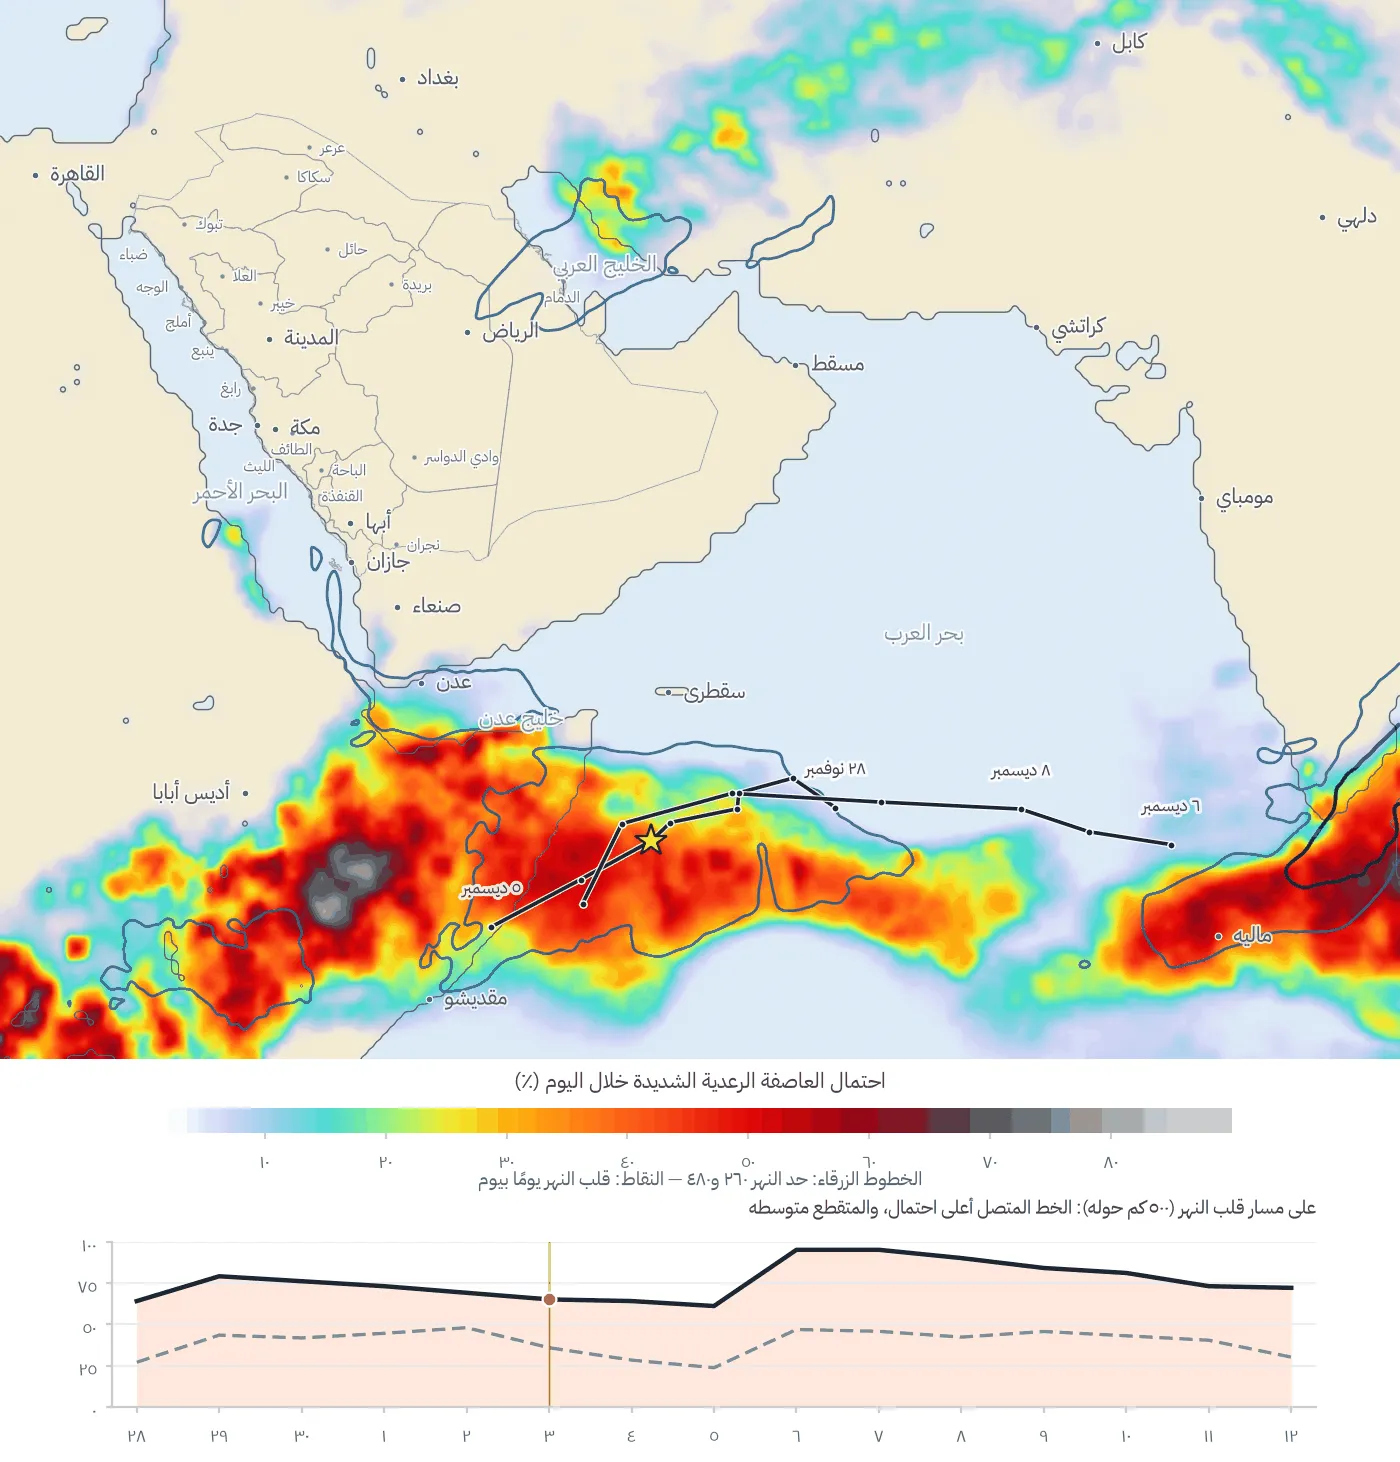 كابل
بغداد
عرعر
سكاكا
القاهرة
دلهي
تبوك
حائل
ضباء
الخليج العربي
العلا
بريدة
الوجه
الدمام
خيبر
أملج
كراتشي
الرياض
المدينة
ينبع
مسقط
رابغ
جدة
مكة
الطائف
وادي الدواسر
الليث
الباحة
البحر الأحمر
القنفذة
مومباي
أبها
نجران
جازان
صنعاء
بحر العرب
عدن
سقطرى
خليج عدن
٢٨ نوفمبر
٨ ديسمبر
أديس أبابا
٦ ديسمبر
٥ ديسمبر
ماليه
مقديشو
احتمال العاصفة الرعدية الشديدة خلال اليوم (٪)
١٠ ٢٠ ٣٠ ٤٠ ٥٠ ٦٠ ٧٠ ٨٠
الخطوط الزرقاء: حد النهر ٢٦٠ و٤٨٠ — النقاط: قلب النهر يومًا بيوم
على مسار قلب النهر (٥٠٠ كم حوله): الخط المتصل أعلى احتمال، والمتقطع متوسطه
١٠٠
٧٥
٥٠
٢٥
٠
٢٨ ٢٩ ٣٠ ١ ٢ ٣ ٤ ٥ ٦ ٧ ٨ ٩ ١٠ ١١ ١٢